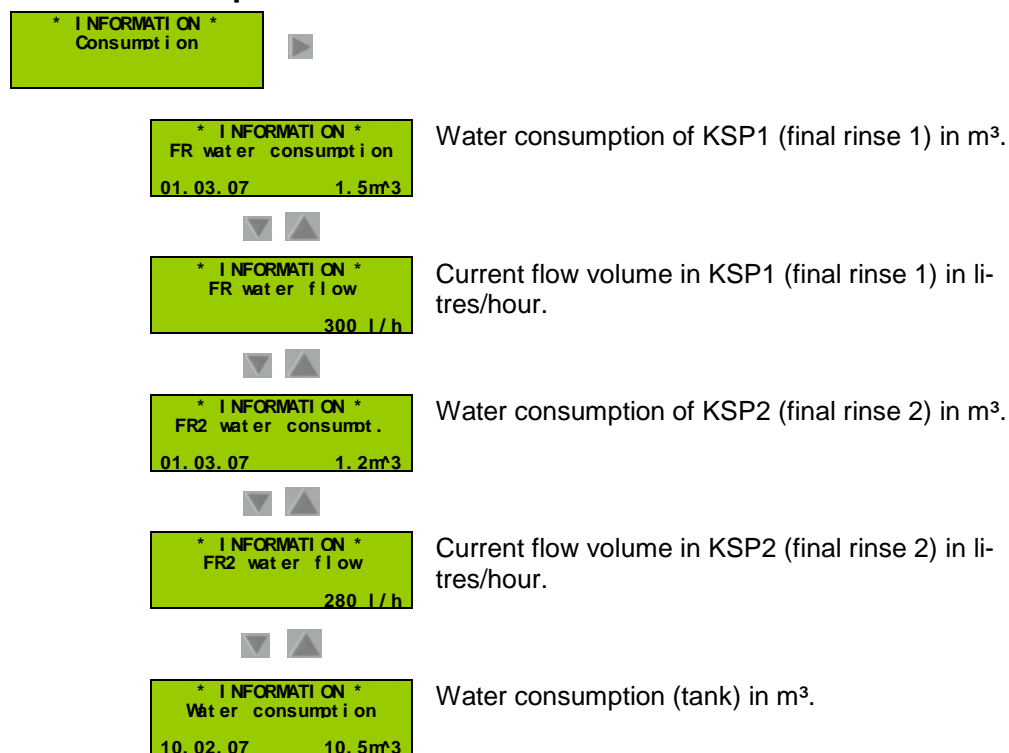 * INFORMATION *
Consumption
* INFORMATION *
FR water consumption
01.03.07 1.5m^3
Water consumption of KSP1 (final rinse 1) in m³.
* INFORMATION *
FR water flow
300 l/h
Current flow volume in KSP1 (final rinse 1) in li-
tres/hour.
* INFORMATION *
FR2 water consumpt.
01.03.07 1.2m^3
Water consumption of KSP2 (final rinse 2) in m³.
* INFORMATION *
FR2 water flow
280 l/h
Current flow volume in KSP2 (final rinse 2) in li-
tres/hour.
* INFORMATION *
Water consumption
10.02.07 10.5m^3
Water consumption (tank) in m³.